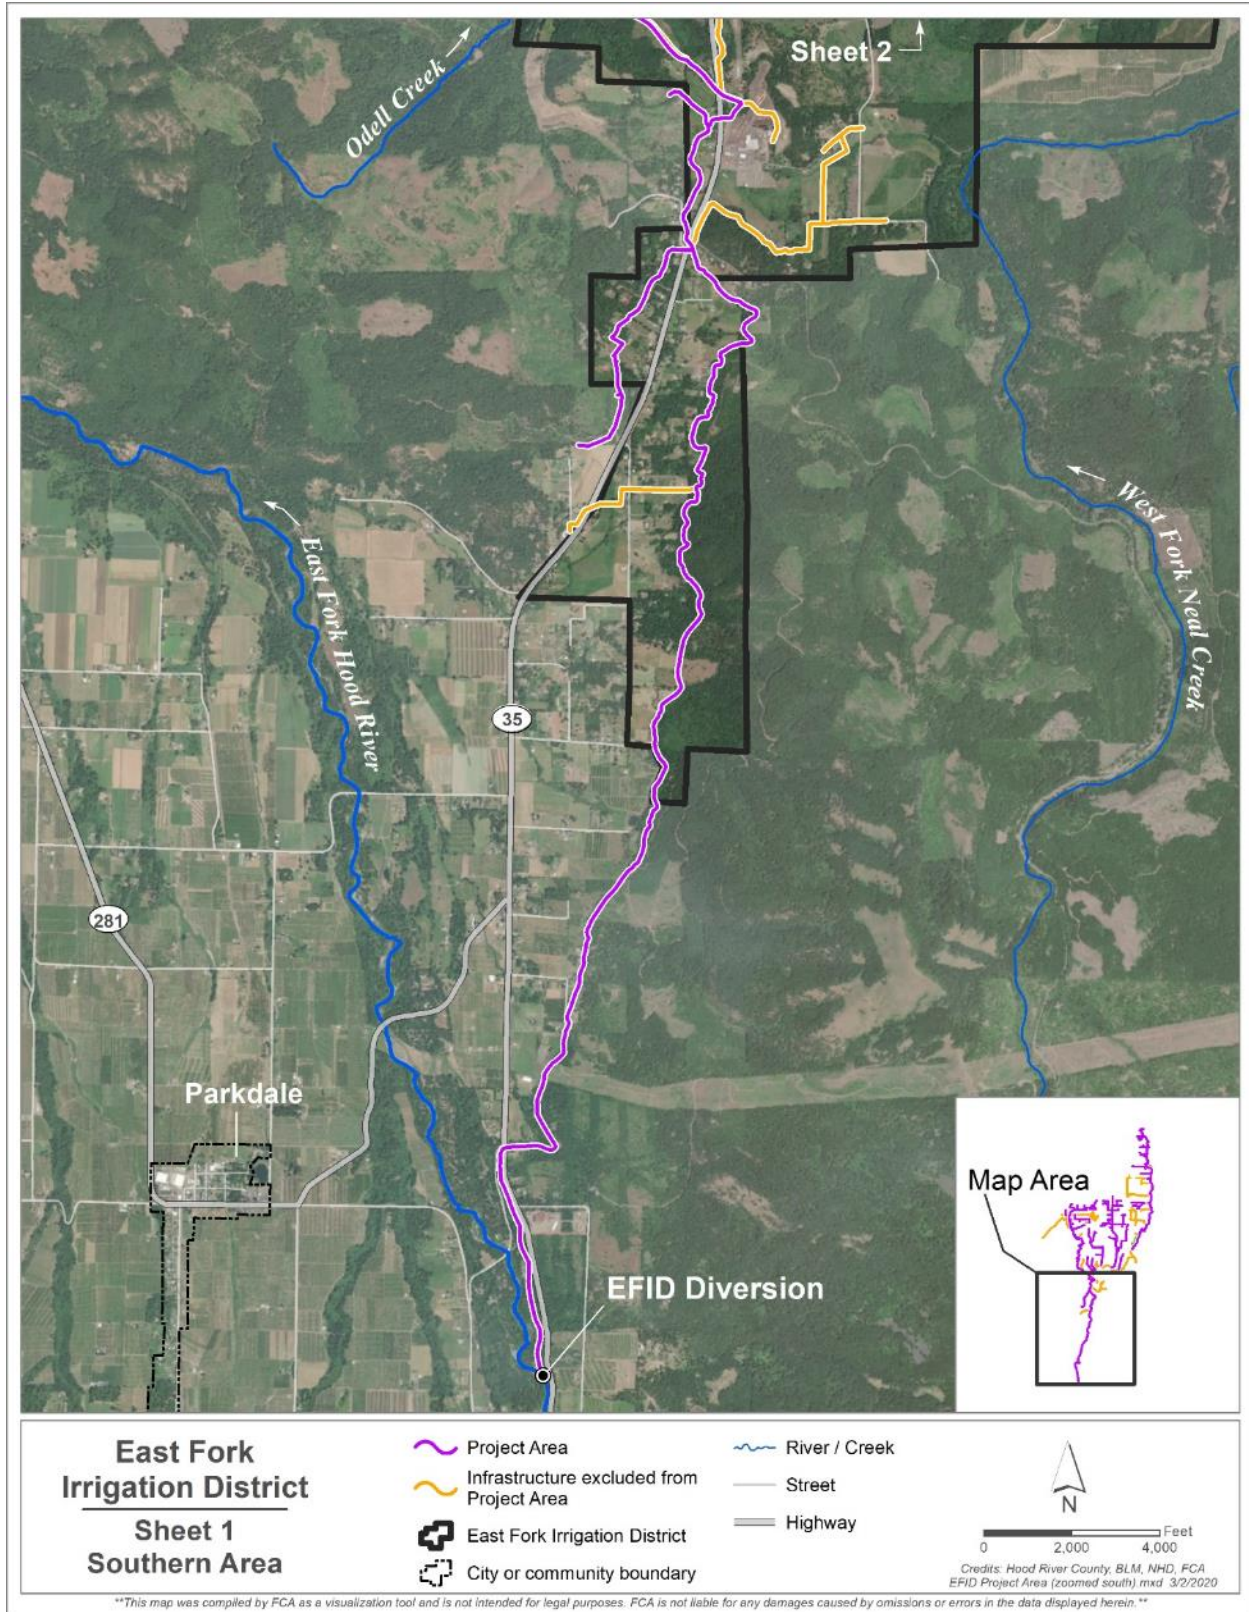 Sheet 2
Odell Creek
West Fork Neal Creek
East Fork Hood River
35
281
Parkdale
Map Area
EFID Diversion
East Fork
Irrigation District
Sheet 1
Southern Area
Project Area
Infrastructure excluded from
Project Area
East Fork Irrigation District
City or community boundary
River / Creek
Street
Highway
N
Feet
0 2,000 4,000
Credits: Hood River County, BLM, NHD, FCA
EFID Project Area (zoomed south).mxd 3/2/2020
**This map was compiled by FCA as a visualization tool and is not intended for legal purposes. FCA is not liable for any damages caused by omissions or errors in the data displayed herein.**